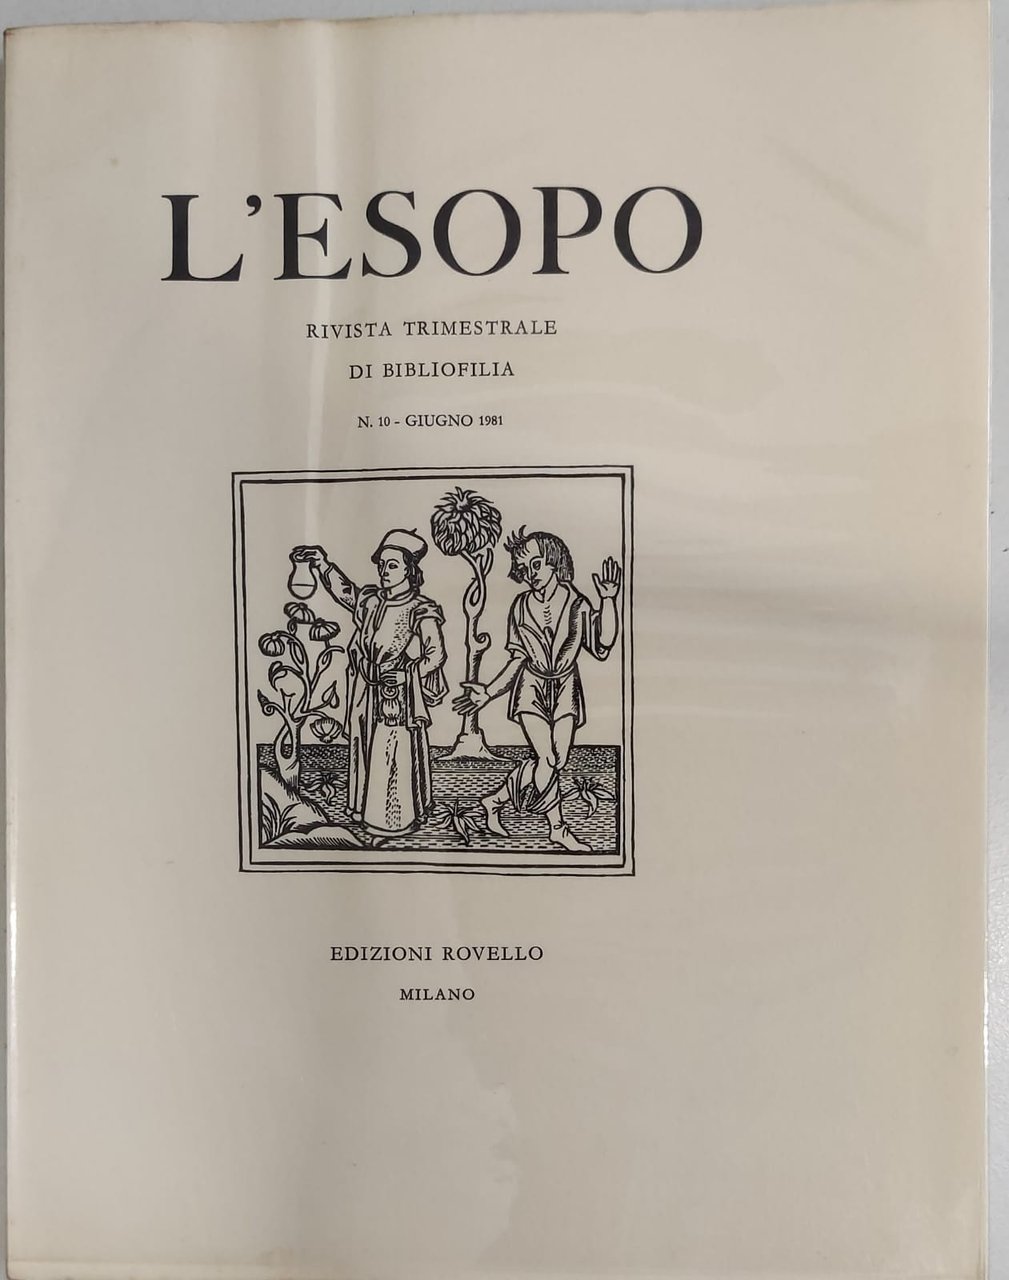 L'ESOPO
RIVISTA TRIMESTRALE
DI BIBLIOFILIA
N. 10 - GIUGNO 1981
EDIZIONI ROVELLO
MILANO